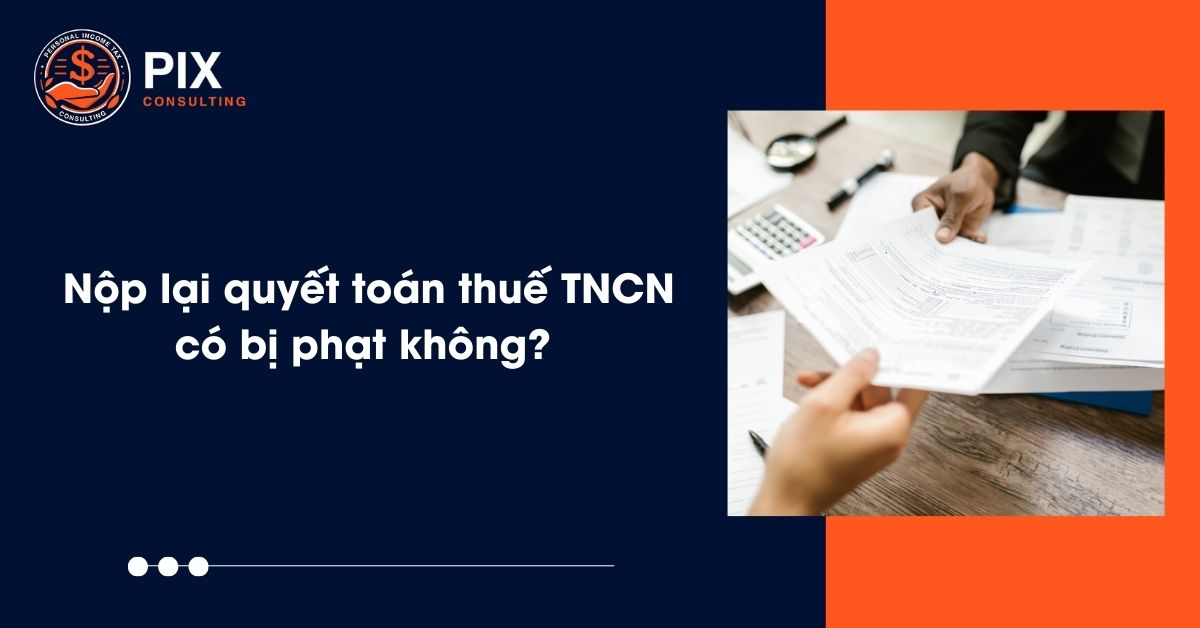 PERSONAL INCOME TAX
CONSULTING
PIX
CONSULTING
Nộp lại quyết toán thuế TNCN
có bị phạt không?